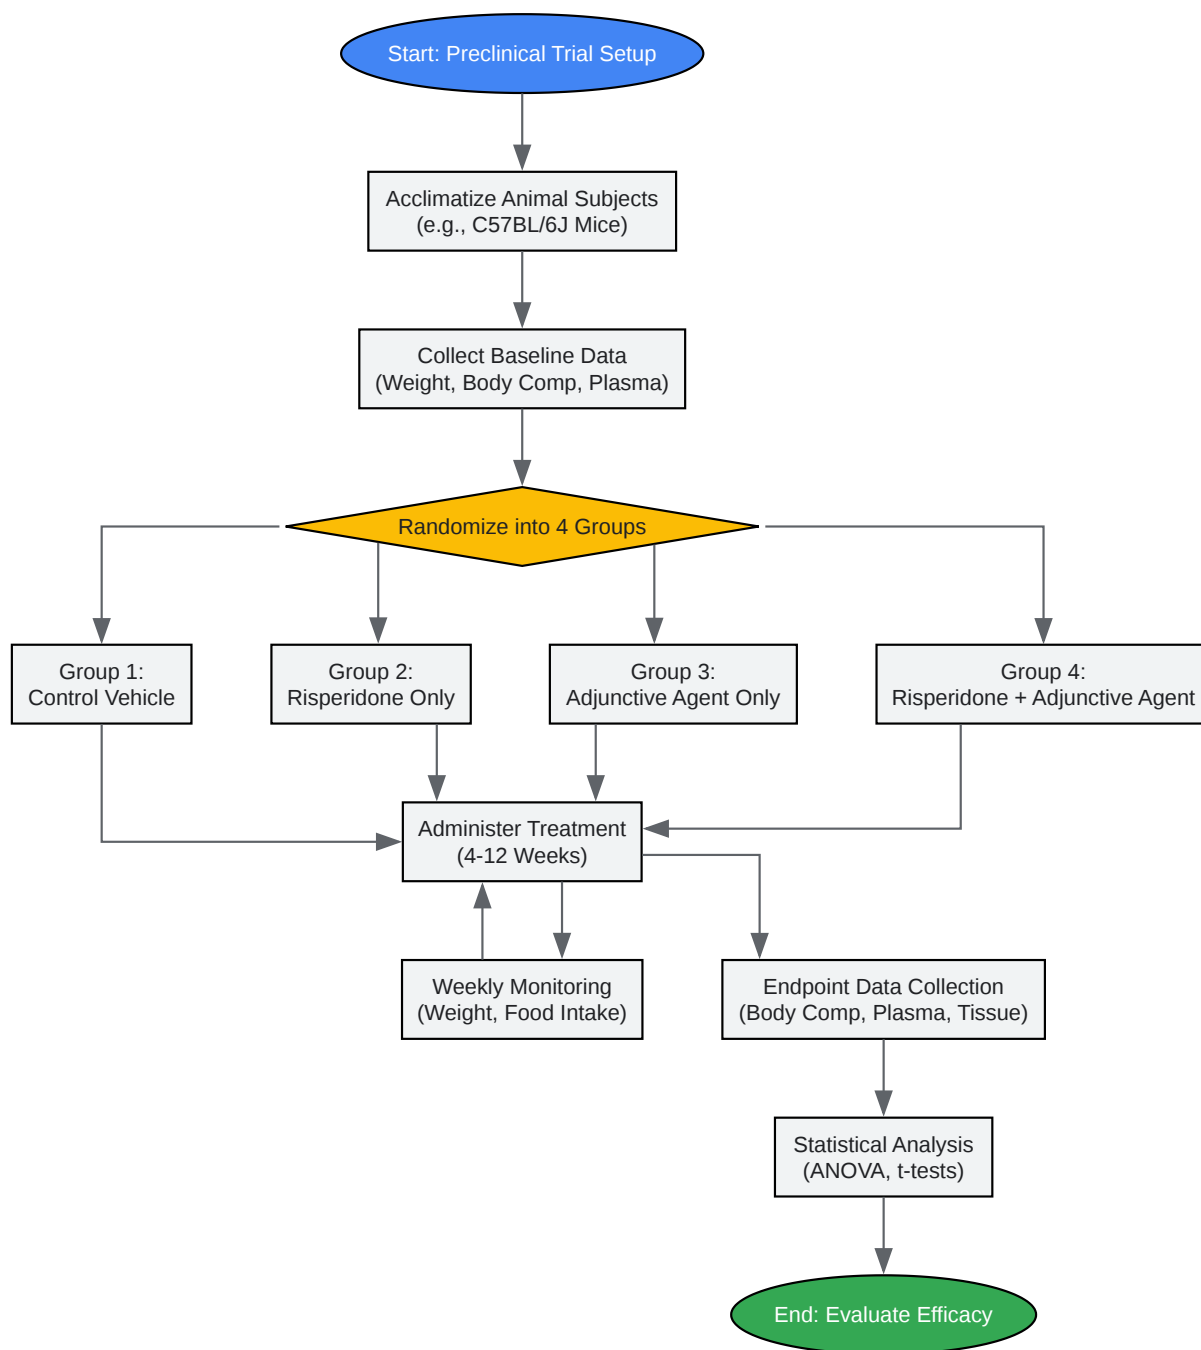 Start: Preclinical Trial Setup
Acclimatize Animal Subjects
(e.g., C57BL/6J Mice)
Collect Baseline Data
(Weight, Body Comp, Plasma)
Randomize into 4 Groups
Group 1:
Control Vehicle
Group 2:
Risperidone Only
Group 3:
Adjunctive Agent Only
Group 4:
Risperidone + Adjunctive Agent
Administer Treatment
(4-12 Weeks)
Weekly Monitoring
(Weight, Food Intake)
Endpoint Data Collection
(Body Comp, Plasma, Tissue)
Statistical Analysis
(ANOVA, t-tests)
End: Evaluate Efficacy